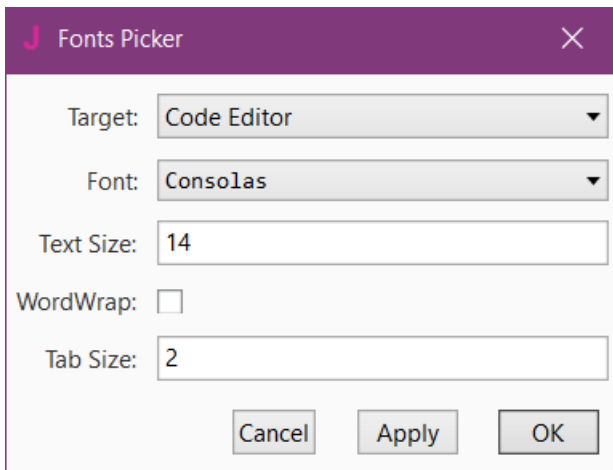 J Fonts Picker
Target: Code Editor
Font: Consolas
Text Size: 14
WordWrap:
Tab Size: 2
Cancel Apply OK